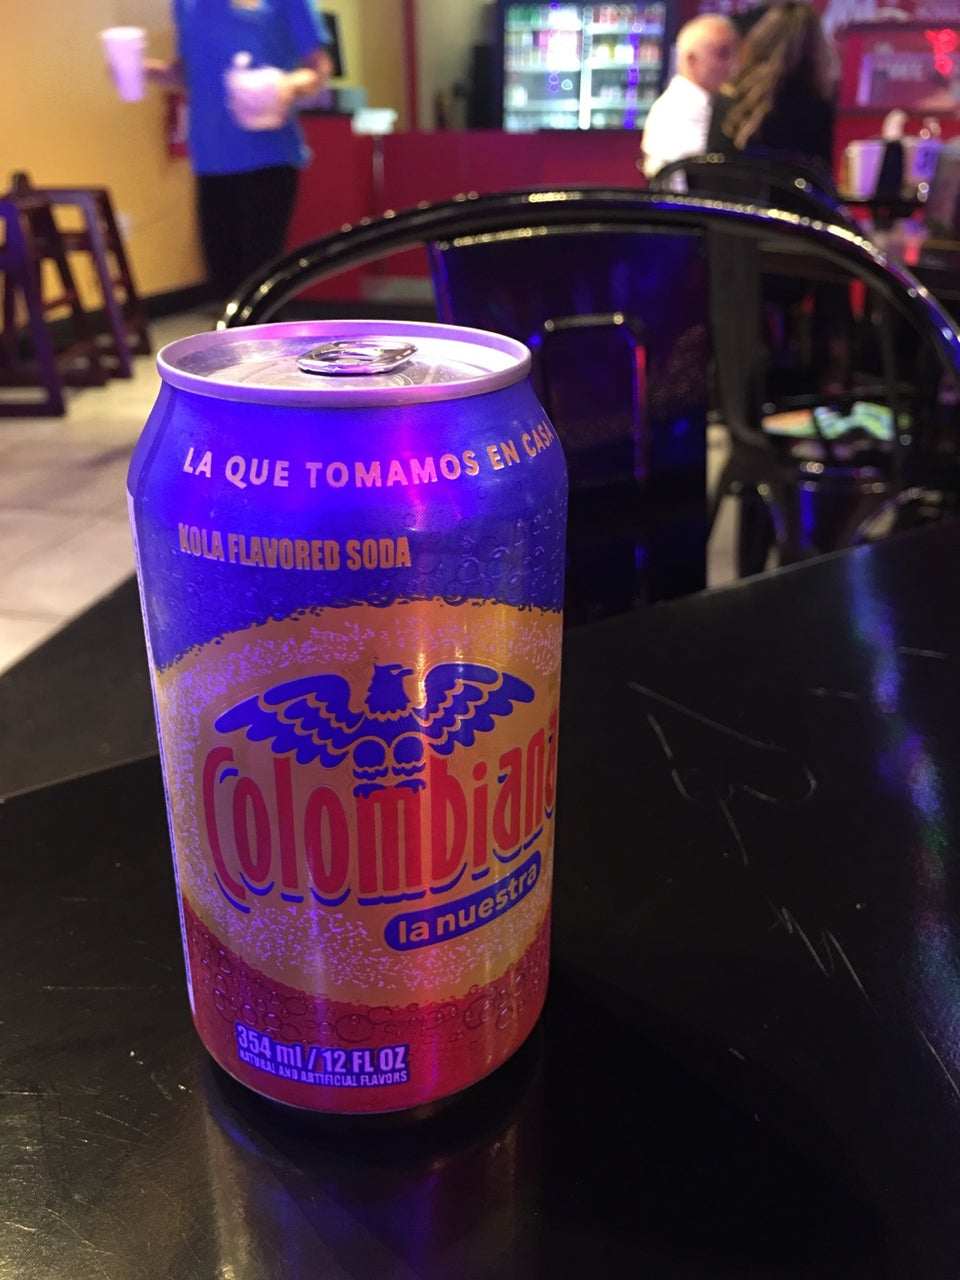 LA QUE TOMAMOS EN CASA
KOLA FLAVORED SODA
Colombiana
la nuestra
354 ml / 12 FL OZ
NATURAL AND ARTIFICIAL FLAVORS